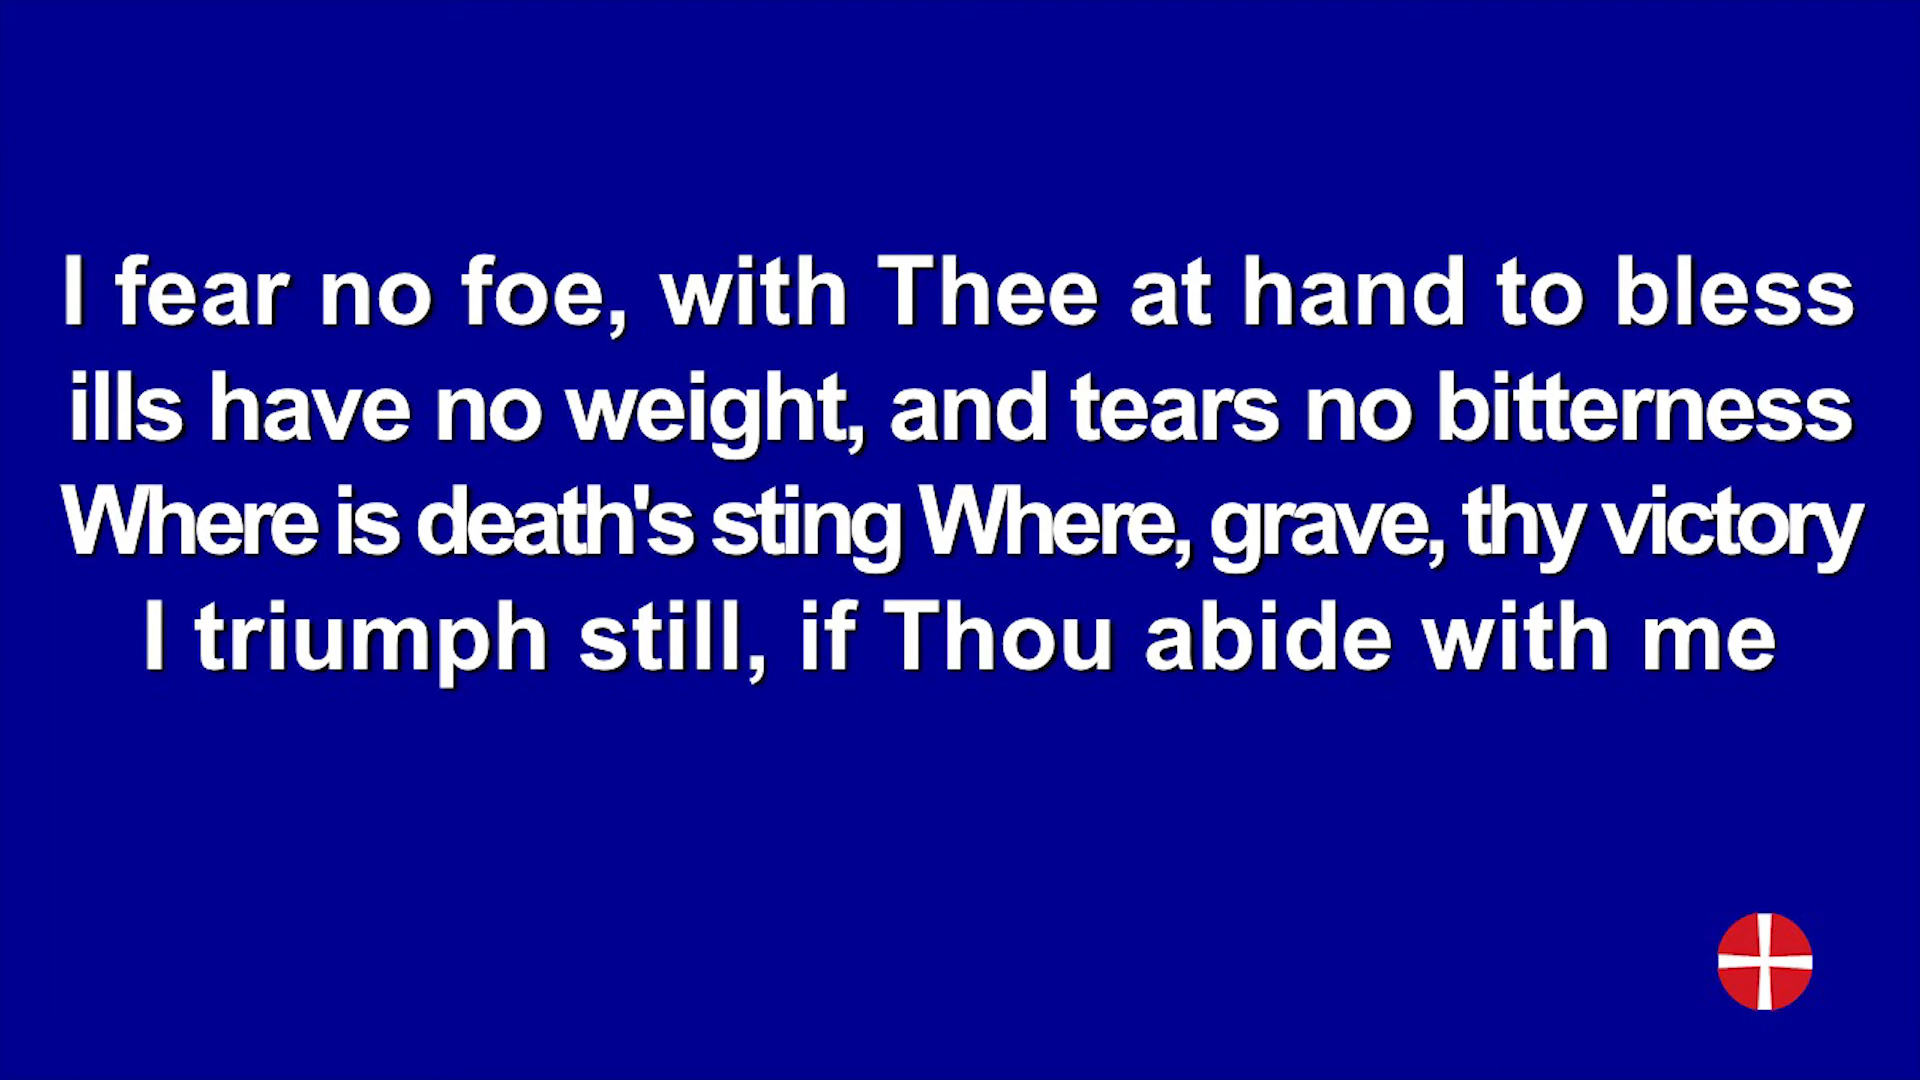 I fear no foe, with Thee at hand to bless
ills have no weight, and tears no bitterness
Where is death's sting Where, grave, thy victory
I triumph still, if Thou abide with me